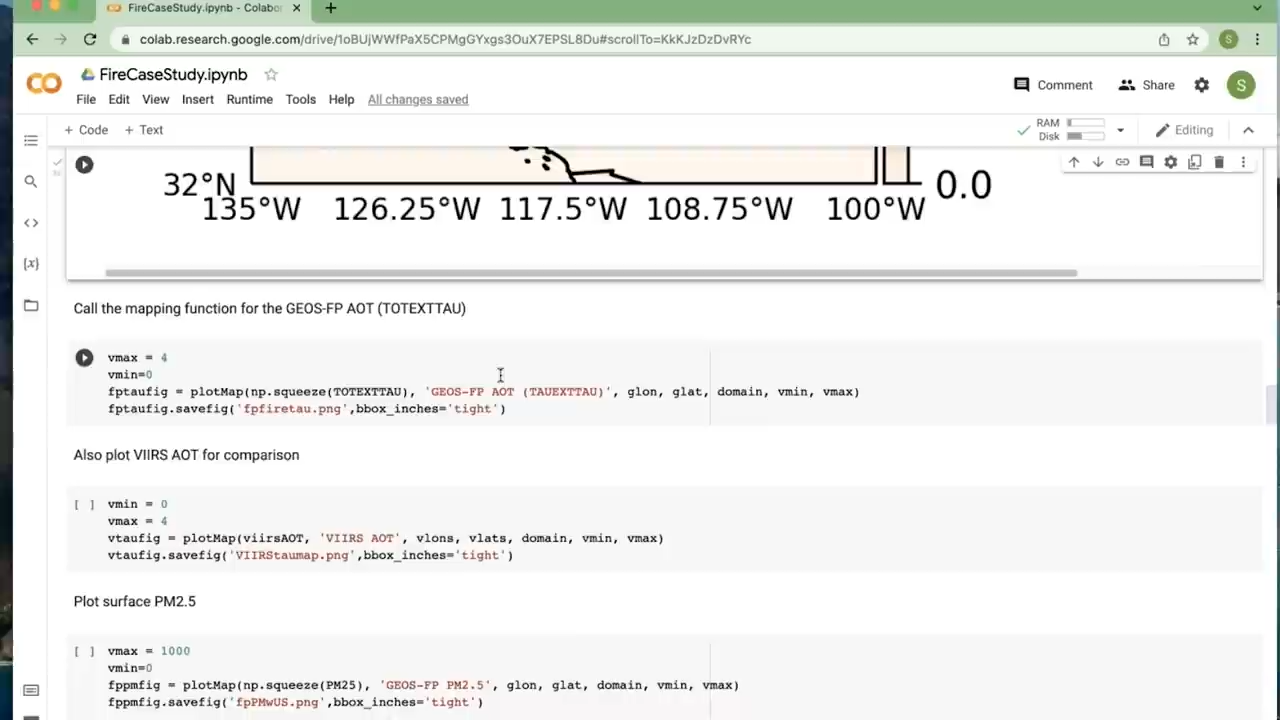 FireCaseStudy.ipynb - Colabo
colab.research.google.com/drive/1oBUjWWfPaX5CPMgGYxgs3OuX7EPSL8Du#scrollTo=KkKJzDzDvRYc
S
FireCaseStudy.ipynb
Comment
Share
S
File Edit View Insert Runtime Tools Help All changes saved
+ Code + Text
RAM
Disk
Editing
32°N
0.0
135°W 126.25°W 117.5°W 108.75°W 100°W
Call the mapping function for the GEOS-FP AOT (TOTEXTTAU)
vmax = 4
vmin=0
fptaufig = plotMap(np.squeeze(TOTEXTTAU), 'GEOS-FP AOT (TAUEXTTAU)', glon, glat, domain, vmin, vmax)
fptaufig.savefig('fpfiretau.png',bbox_inches='tight')
Also plot VIIRS AOT for comparison
[ ] vmin = 0
vmax = 4
vtaufig = plotMap(viirsAOT, 'VIIRS AOT', vlons, vlats, domain, vmin, vmax)
vtaufig.savefig('VIIRStaumap.png',bbox_inches='tight')
Plot surface PM2.5
[ ] vmax = 1000
vmin=0
fppmfig = plotMap(np.squeeze(PM25), 'GEOS-FP PM2.5', glon, glat, domain, vmin, vmax)
fppmfig.savefig('fpPMwUS.png',bbox_inches='tight')